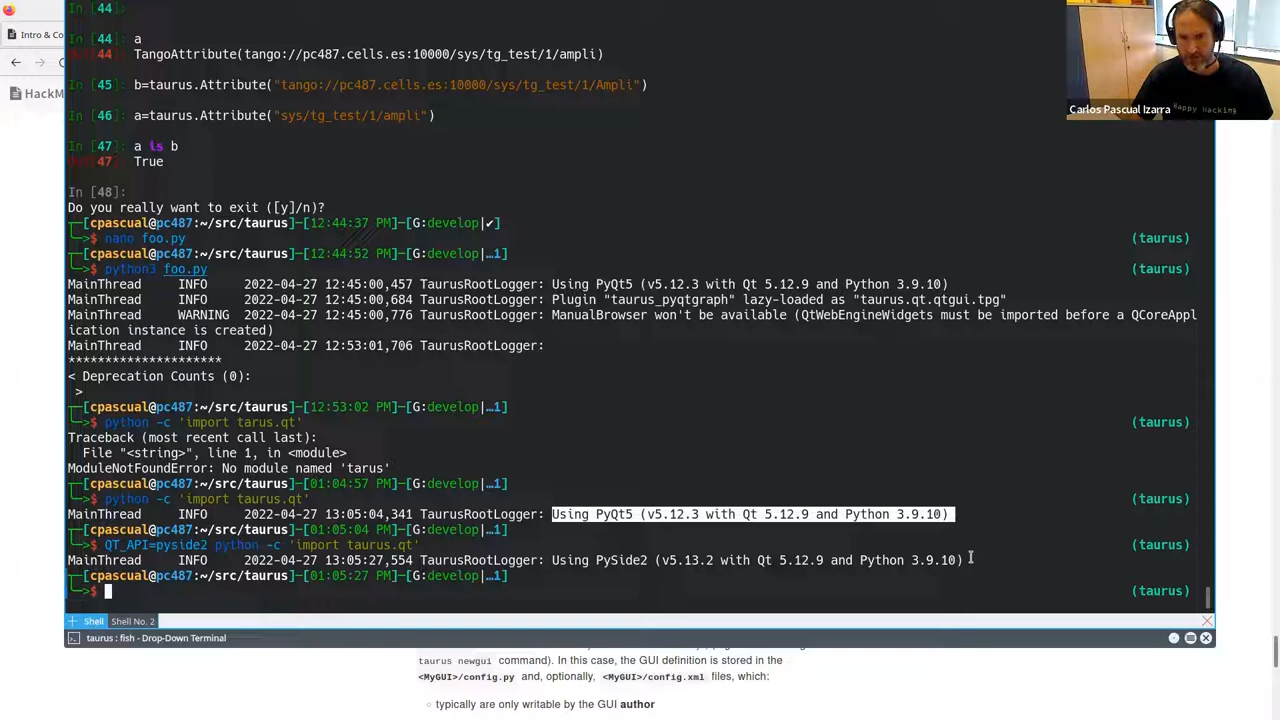 In [44]:
In [44]: a
44 TangoAttribute(tango://pc487.cells.es:10000/sys/tg_test/1/ampli)
In [45]: b=taurus.Attribute("tango://pc487.cells.es:10000/sys/tg_test/1/Ampli")
In [46]: a=taurus.Attribute("sys/tg_test/1/ampli")
In [47]: a is b
47 True
In [48]:
Do you really want to exit ([y]/n)?
[cpascual@pc487:~/src/taurus]─[12:44:37 PM]─[G:develop|✔]
$ nano foo.py (taurus)
[cpascual@pc487:~/src/taurus]─[12:44:52 PM]─[G:develop|…1]
$ python3 foo.py (taurus)
MainThread INFO 2022-04-27 12:45:00,457 TaurusRootLogger: Using PyQt5 (v5.12.3 with Qt 5.12.9 and Python 3.9.10)
MainThread INFO 2022-04-27 12:45:00,684 TaurusRootLogger: Plugin "taurus_pyqtgraph" lazy-loaded as "taurus.qt.qtgui.tpg"
MainThread WARNING 2022-04-27 12:45:00,776 TaurusRootLogger: ManualBrowser won't be available (QtWebEngineWidgets must be imported before a QCoreAppl
ication instance is created)
MainThread INFO 2022-04-27 12:53:01,706 TaurusRootLogger:
*********************
< Deprecation Counts (0):
>
[cpascual@pc487:~/src/taurus]─[12:53:02 PM]─[G:develop|…1]
$ python -c 'import tarus.qt' (taurus)
Traceback (most recent call last):
File "<string>", line 1, in <module>
ModuleNotFoundError: No module named 'tarus'
[cpascual@pc487:~/src/taurus]─[01:04:57 PM]─[G:develop|…1]
$ python -c 'import taurus.qt' (taurus)
MainThread INFO 2022-04-27 13:05:04,341 TaurusRootLogger: Using PyQt5 (v5.12.3 with Qt 5.12.9 and Python 3.9.10)
[cpascual@pc487:~/src/taurus]─[01:05:04 PM]─[G:develop|…1]
$ QT_API=pyside2 python -c 'import taurus.qt' (taurus)
MainThread INFO 2022-04-27 13:05:27,554 TaurusRootLogger: Using PySide2 (v5.13.2 with Qt 5.12.9 and Python 3.9.10)
[cpascual@pc487:~/src/taurus]─[01:05:27 PM]─[G:develop|…1]
$ (taurus)
Shell Shell No. 2
taurus : fish - Drop-Down Terminal
taurus newgui command). In this case, the GUI definition is stored in the
<MyGUI>/config.py and, optionally, <MyGUI>/config.xml files, which:
typically are only writable by the GUI author
Intro & Co
HackM
Carlos Pascual Izarra
Happy Hacking